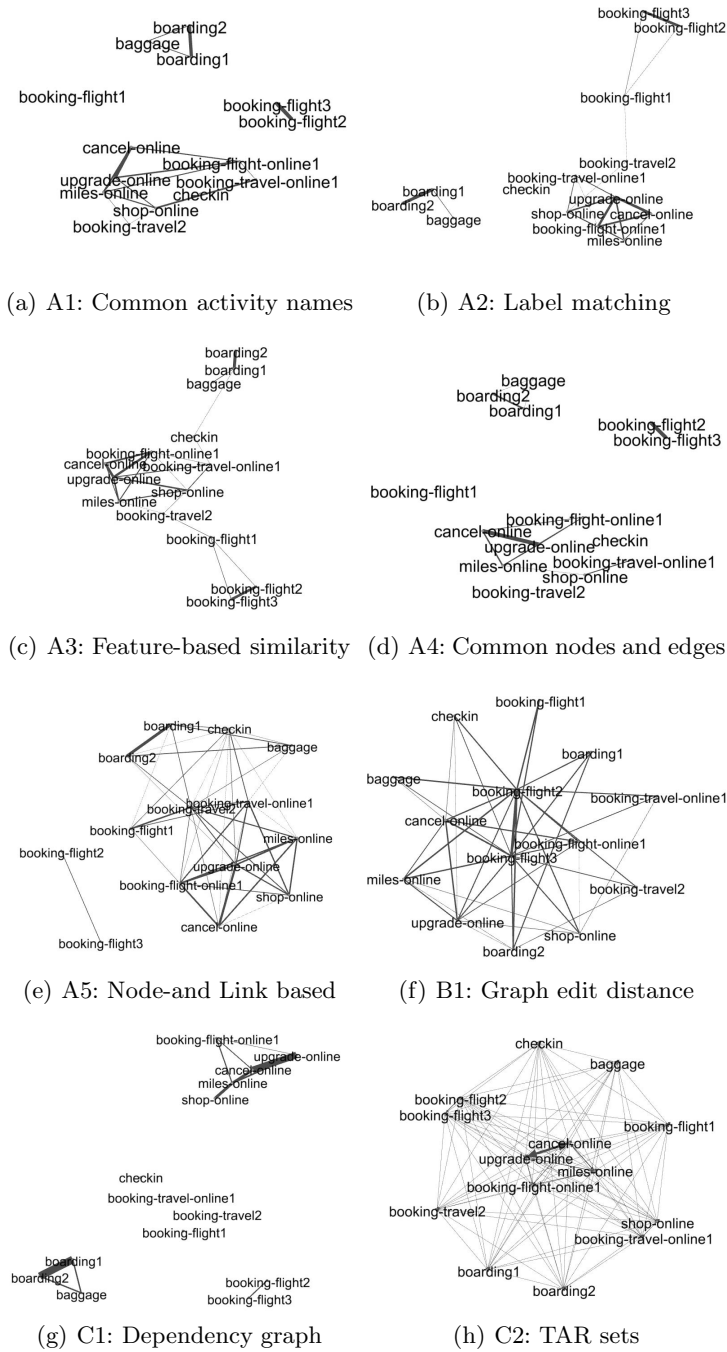 boarding2
baggage
boarding1
booking-flight1
booking-flight3
booking-flight2
cancel-online
booking-flight-online1
upgrade-online
booking-travel-online1
miles-online
checkin
shop-online
booking-travel2
(a) A1: Common activity names
booking-flight3
booking-flight2
booking-flight1
booking-travel2
booking-travel-online1
checkin
boarding1
upgrade-online
boarding2
shop-online
cancel-online
baggage
booking-flight-online1
miles-online
(b) A2: Label matching
boarding2
boarding1
baggage
checkin
booking-flight-online1
cancel-online
booking-travel-online1
upgrade-online
shop-online
miles-online
booking-travel2
booking-flight1
booking-flight2
booking-flight3
(c) A3: Feature-based similarity
baggage
boarding2
boarding1
booking-flight2
booking-flight3
booking-flight1
booking-flight-online1
cancel-online
checkin
upgrade-online
booking-travel-online1
miles-online
shop-online
booking-travel2
(d) A4: Common nodes and edges
boarding1
checkin
baggage
boarding2
booking-travel-online1
booking-travel2
booking-flight1
miles-online
booking-flight2
upgrade-online
booking-flight-online1
shop-online
cancel-online
booking-flight3
(e) A5: Node-and Link based
booking-flight1
checkin
boarding1
baggage
booking-flight2
booking-travel-online1
cancel-online
booking-flight-online1
booking-flight3
miles-online
booking-travel2
upgrade-online
shop-online
boarding2
(f) B1: Graph edit distance
booking-flight-online1
upgrade-online
cancel-online
miles-online
shop-online
checkin
booking-travel-online1
booking-travel2
booking-flight1
boarding1
boarding2
baggage
booking-flight2
booking-flight3
(g) C1: Dependency graph
checkin
baggage
booking-flight2
booking-flight3
booking-flight1
cancel-online
upgrade-online
miles-online
booking-flight-online1
booking-travel2
shop-online
booking-travel-online1
boarding1
boarding2
(h) C2: TAR sets